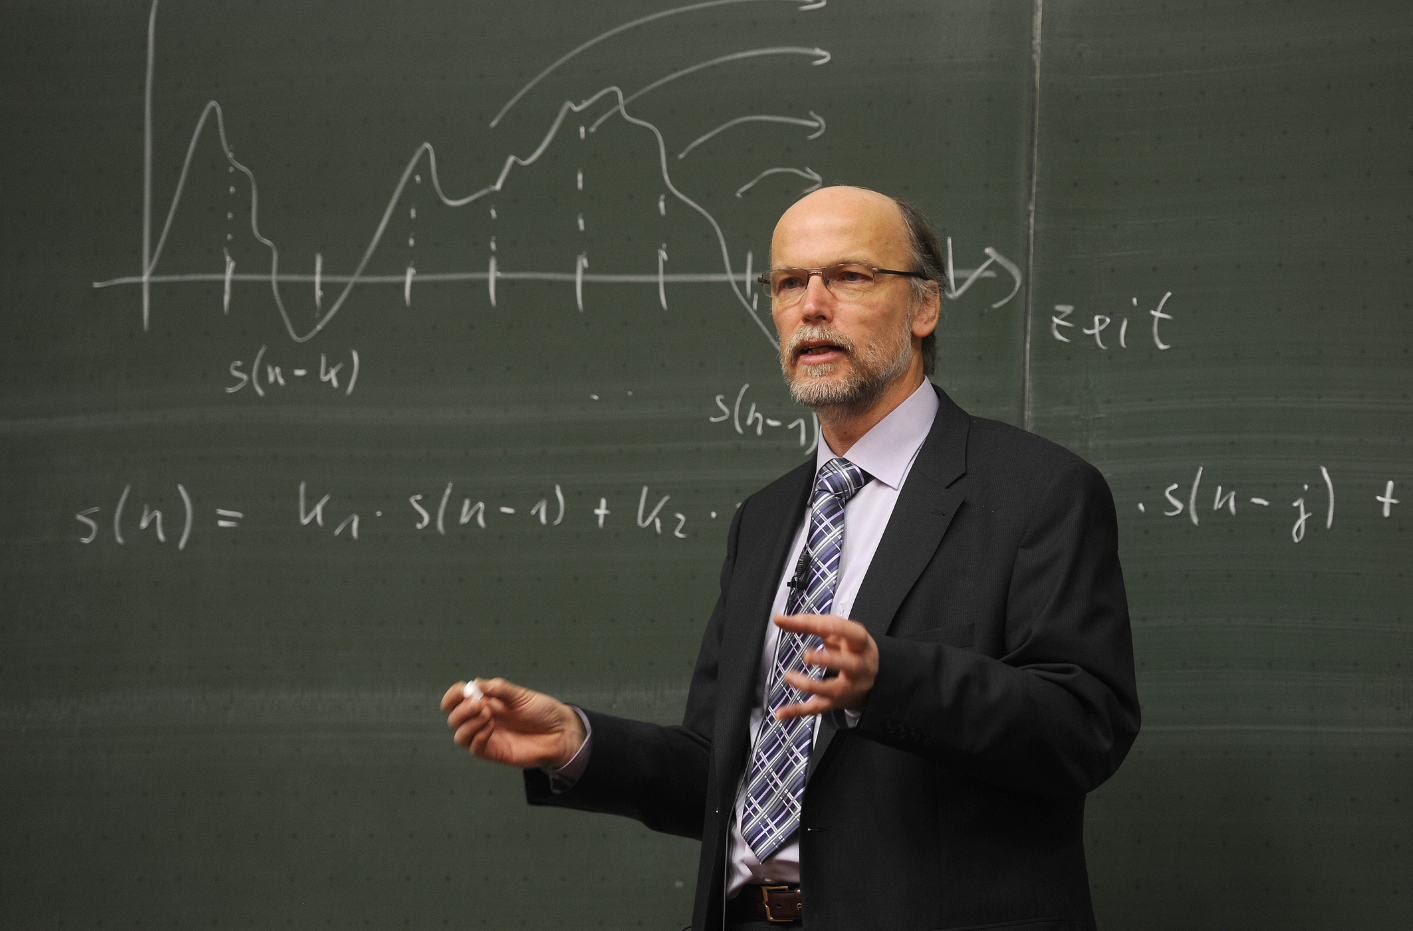 zeit
s(n-k)
s(n-1)
s(n) = k₁· s(n-1) + k₂ · · s(n-j) +